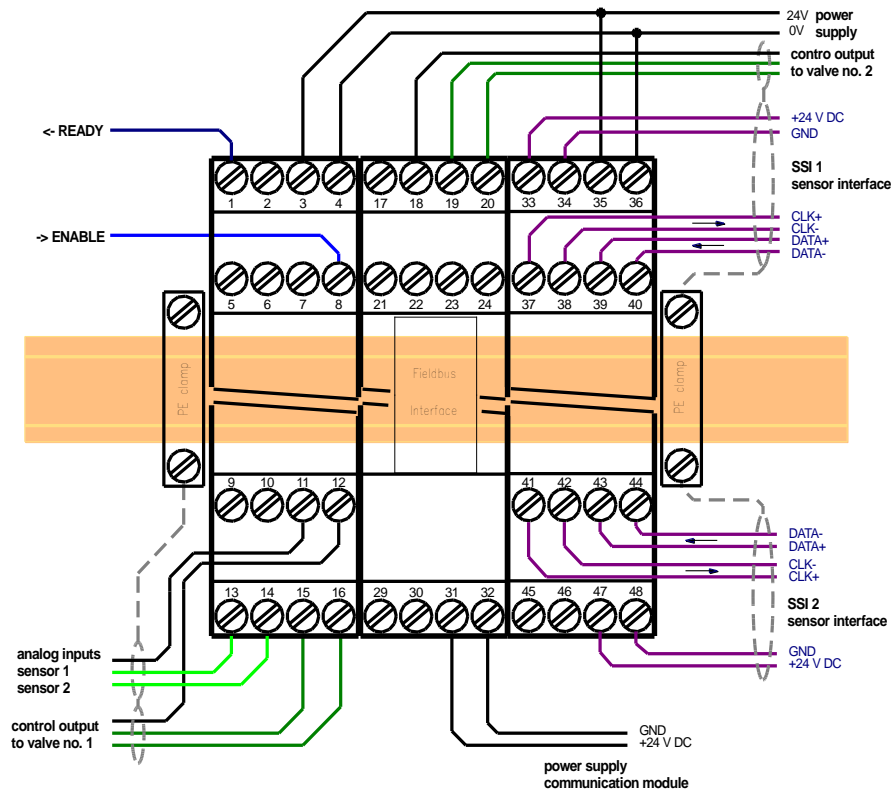 24V power
0V supply
contro output
to valve no. 2
<- READY
+24 V DC
GND
SSI 1
sensor interface
1 2 3 4 17 18 19 20 33 34 35 36
CLK+
CLK-
DATA+
DATA-
-> ENABLE
5 6 7 8 21 22 23 24 37 38 39 40
PE clamp
Fieldbus
Interface
PE clamp
9 10 11 12 41 42 43 44
DATA-
DATA+
CLK-
CLK+
13 14 15 16 29 30 31 32 45 46 47 48
SSI 2
sensor interface
analog inputs
sensor 1
sensor 2
GND
+24 V DC
control output
to valve no. 1
GND
+24 V DC
power supply
communication module